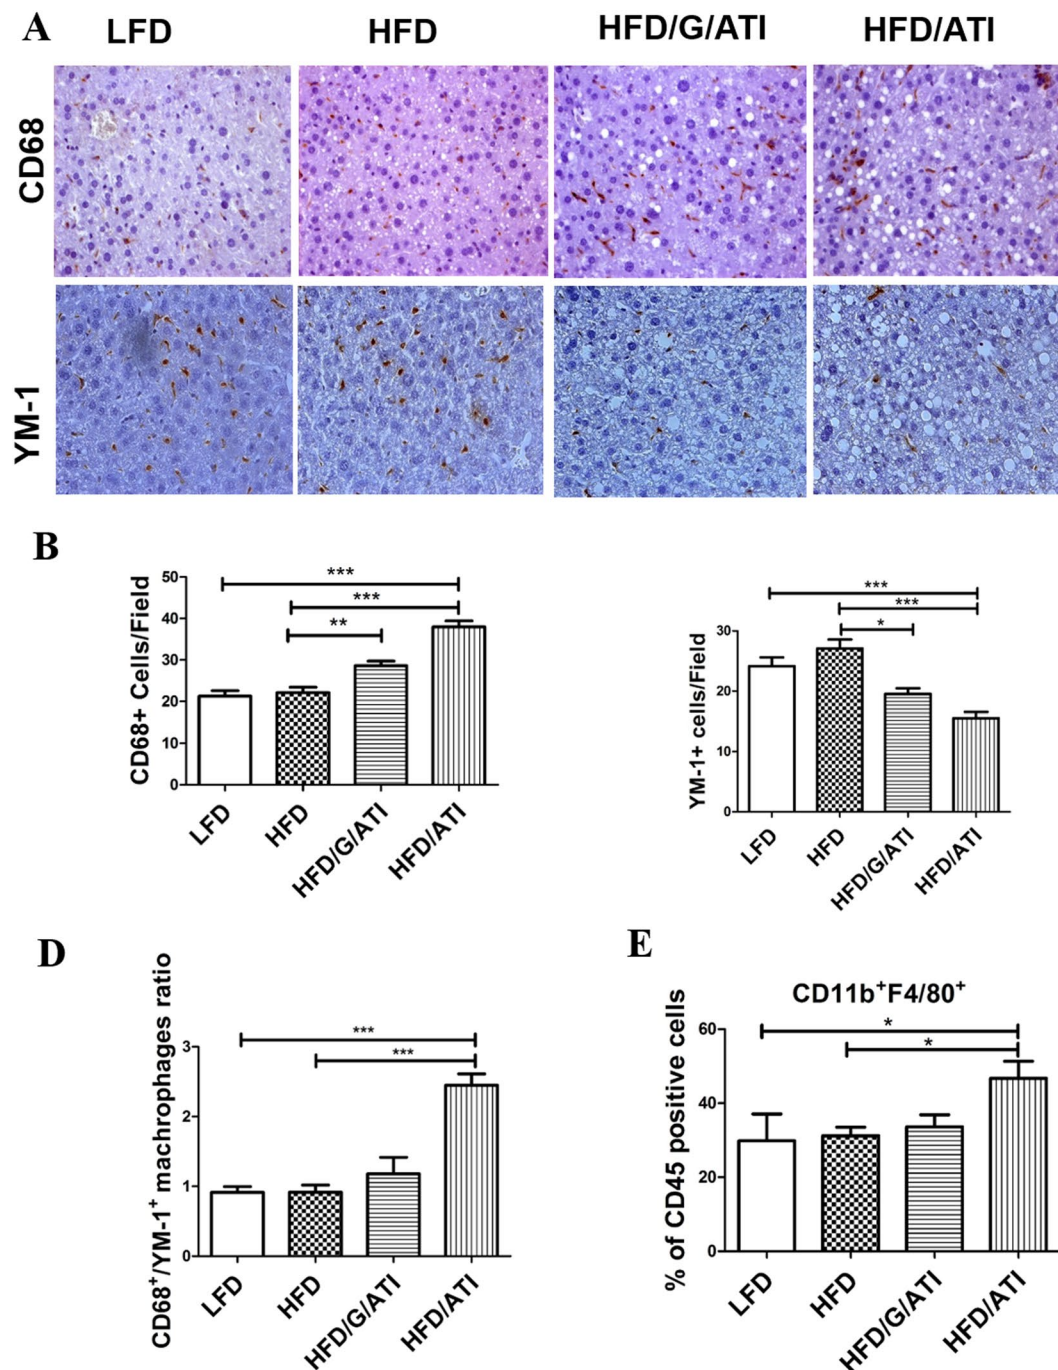 A
LFD HFD HFD/G/ATI HFD/ATI
CD68
YM-1
B
CD68+ Cells/Field
50
40
30
20
10
0
***
***
**
LFD HFD HFD/G/ATI HFD/ATI
YM-1+ cells/Field
30
20
10
0
***
***
*
LFD HFD HFD/G/ATI HFD/ATI
D
CD68⁺/YM-1⁺ machrophages ratio
3
2
1
0
***
***
LFD HFD HFD/G/ATI HFD/ATI
E
CD11b⁺F4/80⁺
% of CD45 positive cells
60
40
20
0
*
*
LFD HFD HFD/G/ATI HFD/ATI